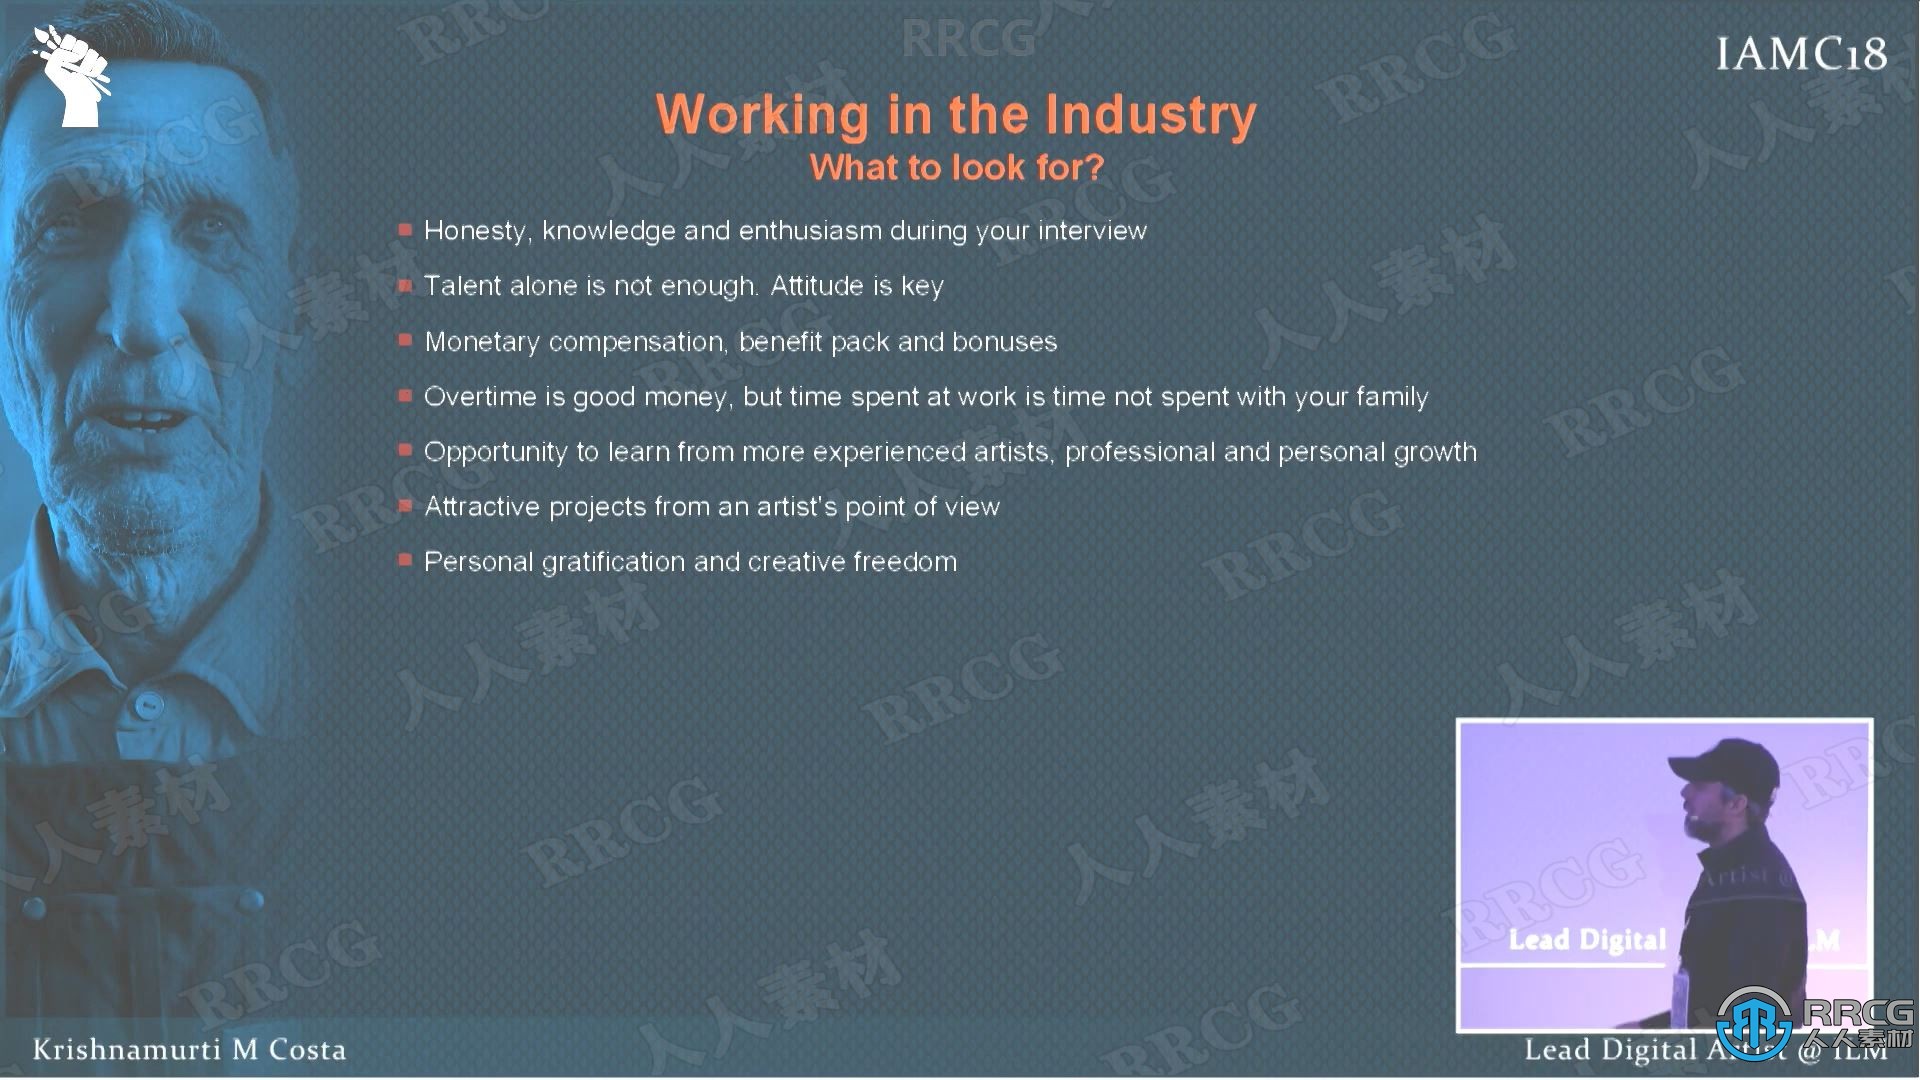 RRCG
IAMC18
Working in the Industry
What to look for?
Honesty, knowledge and enthusiasm during your interview
Talent alone is not enough. Attitude is key
Monetary compensation, benefit pack and bonuses
Overtime is good money, but time spent at work is time not spent with your family
Opportunity to learn from more experienced artists, professional and personal growth
Attractive projects from an artist's point of view
Personal gratification and creative freedom
Artist @
Lead Digital LM
RRCG
人人素材
Krishnamurti M Costa
Lead Digital Artist @ ILM